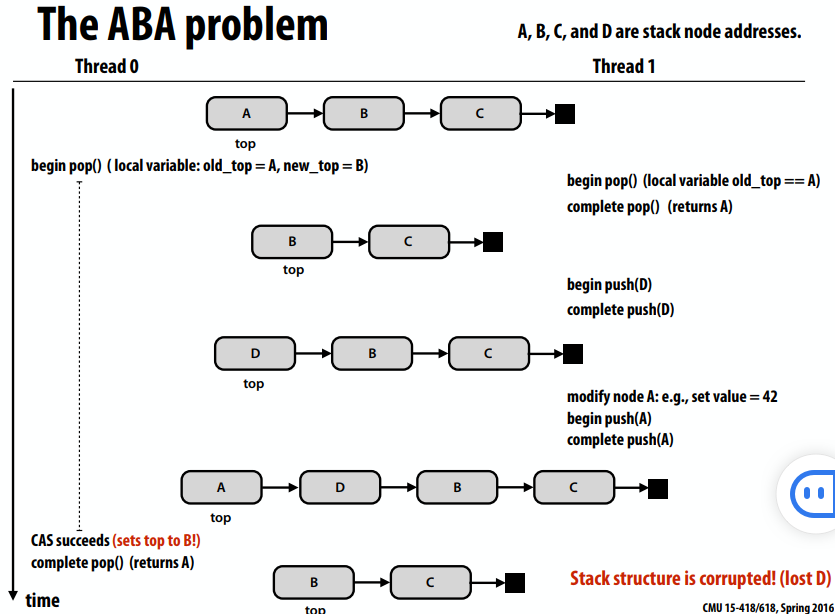 The ABA problem
A, B, C, and D are stack node addresses.
Thread 0
Thread 1
A B C
top
begin pop() ( local variable: old_top = A, new_top = B)
begin pop() (local variable old_top == A)
complete pop() (returns A)
B C
top
begin push(D)
complete push(D)
D B C
top
modify node A: e.g., set value = 42
begin push(A)
complete push(A)
A D B C
top
CAS succeeds (sets top to B!)
complete pop() (returns A)
B C
top
Stack structure is corrupted! (lost D)
time
CMU 15-418/618, Spring 2016